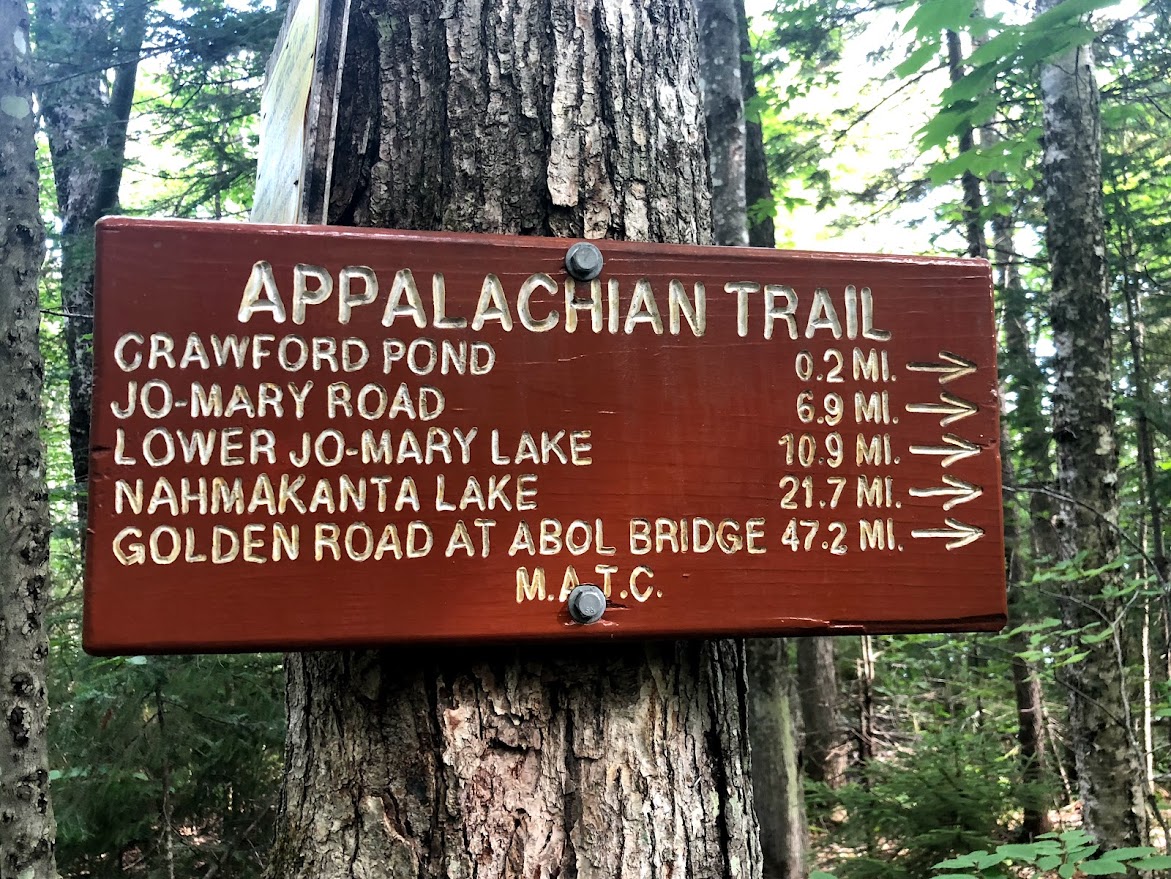 APPALACHIAN TRAIL
CRAWFORD POND 0.2 MI. →
JO-MARY ROAD 6.9 MI. →
LOWER JO-MARY LAKE 10.9 MI. →
NAHMAKANTA LAKE 21.7 MI. →
GOLDEN ROAD AT ABOL BRIDGE 47.2 MI. →
M.A.T.C.